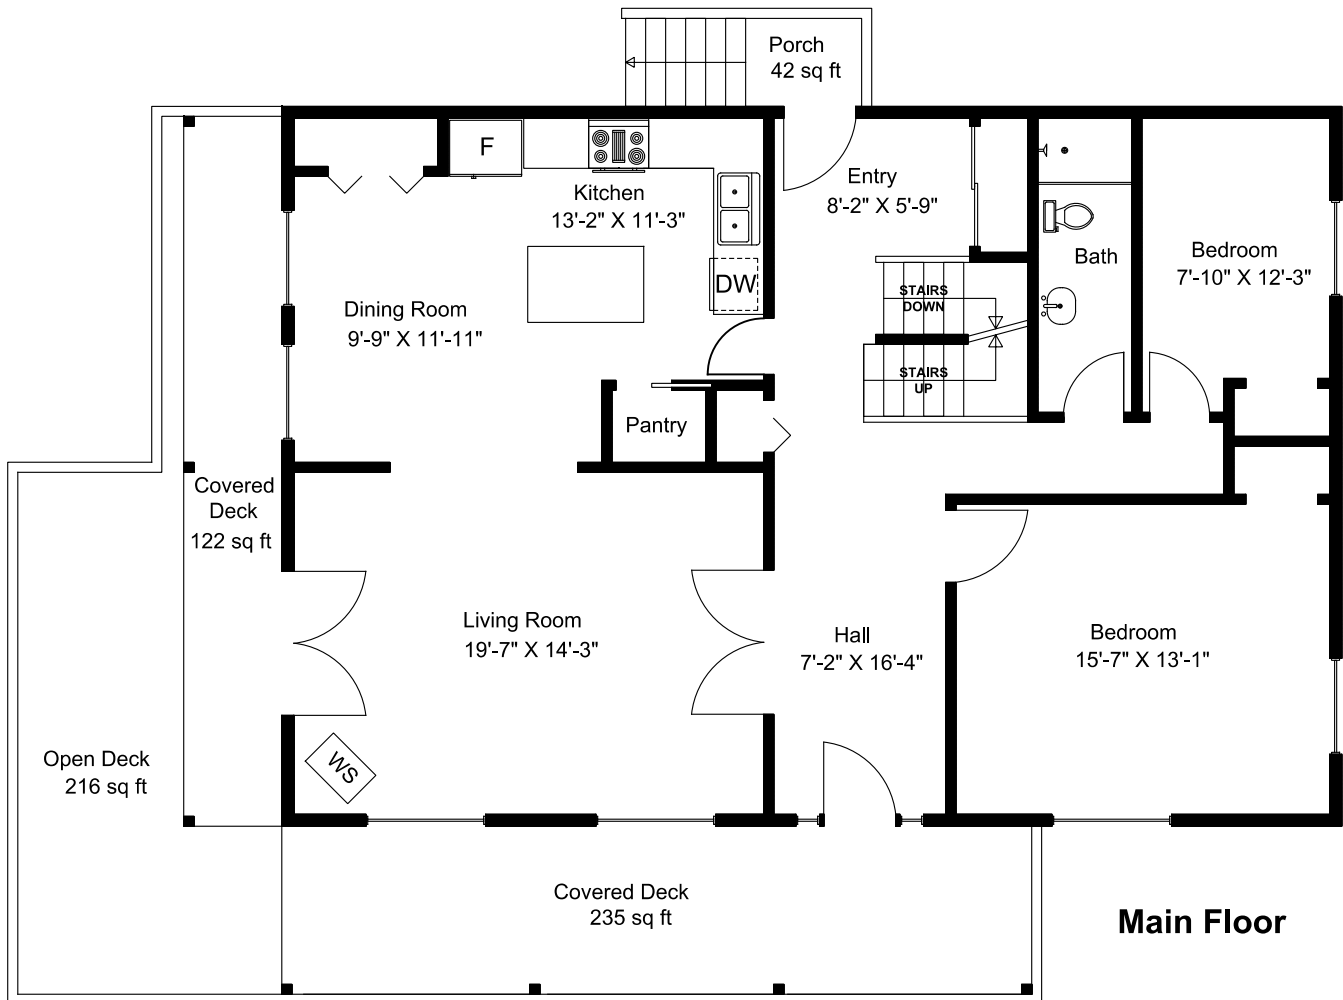 Porch
42 sq ft
F
Kitchen
13'-2" X 11'-3"
Entry
8'-2" X 5'-9"
Bath
Bedroom
7'-10" X 12'-3"
DW
STAIRS
DOWN
Dining Room
9'-9" X 11'-11"
STAIRS
UP
Pantry
Covered
Deck
122 sq ft
Living Room
19'-7" X 14'-3"
Hall
7'-2" X 16'-4"
Bedroom
15'-7" X 13'-1"
Open Deck
216 sq ft
WS
Covered Deck
235 sq ft
Main Floor